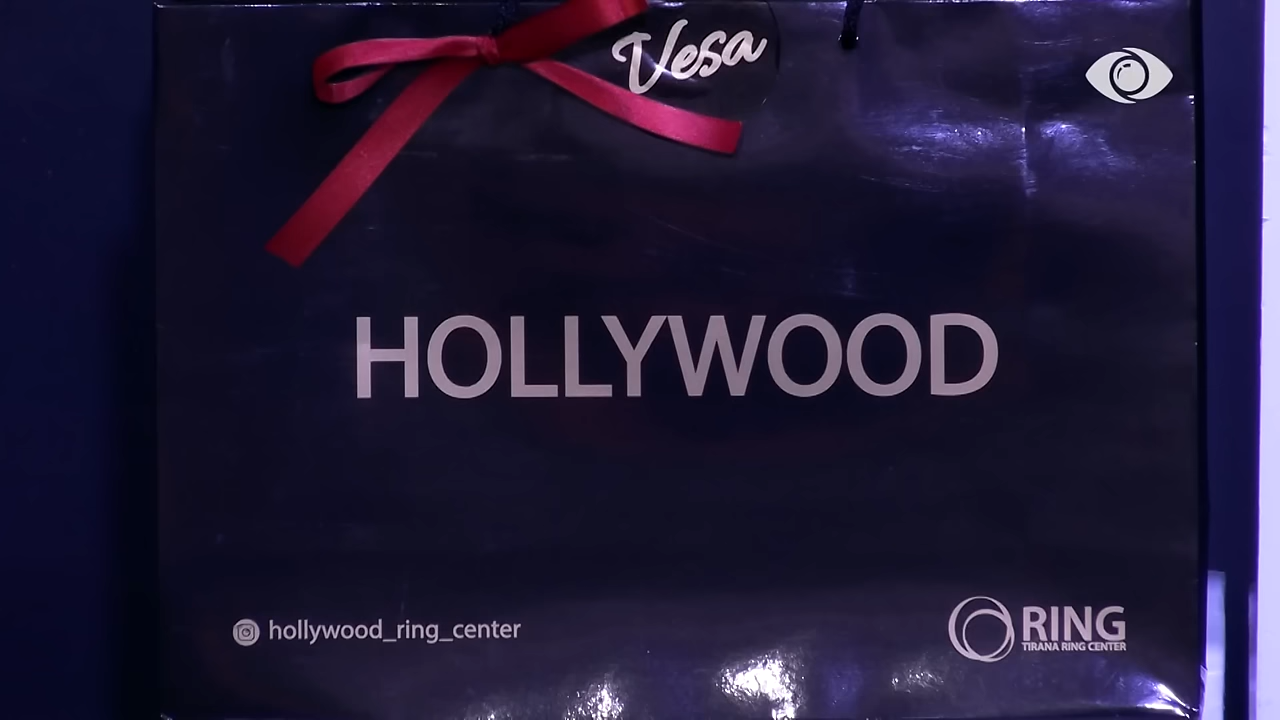 Vesa
HOLLYWOOD
hollywood_ring_center
RING
TIRANA RING CENTER